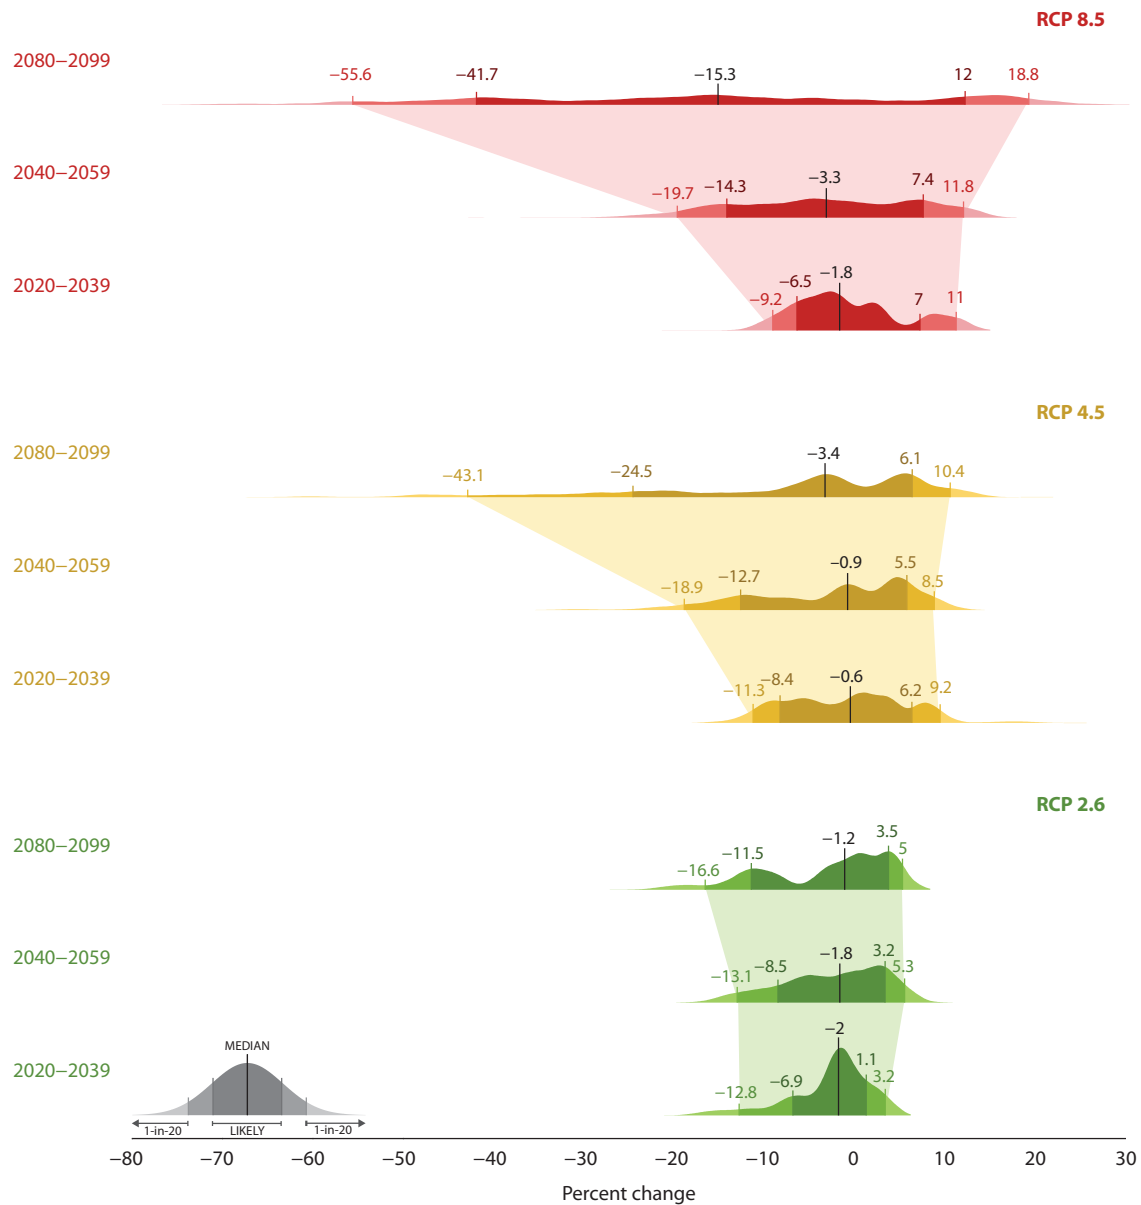 RCP 8.5
2080–2099
−55.6 −41.7 −15.3 12 18.8
2040–2059
−19.7 −14.3 −3.3 7.4 11.8
2020–2039
−9.2 −6.5 −1.8 7 11
RCP 4.5
2080–2099
−43.1 −24.5 −3.4 6.1 10.4
2040–2059
−18.9 −12.7 −0.9 5.5 8.5
2020–2039
−11.3 −8.4 −0.6 6.2 9.2
RCP 2.6
2080–2099
−16.6 −11.5 −1.2 3.5 5
2040–2059
−13.1 −8.5 −1.8 3.2 5.3
2020–2039
−12.8 −6.9 −2 1.1 3.2
MEDIAN
1-in-20 LIKELY 1-in-20
−80 −70 −60 −50 −40 −30 −20 −10 0 10 20 30
Percent change